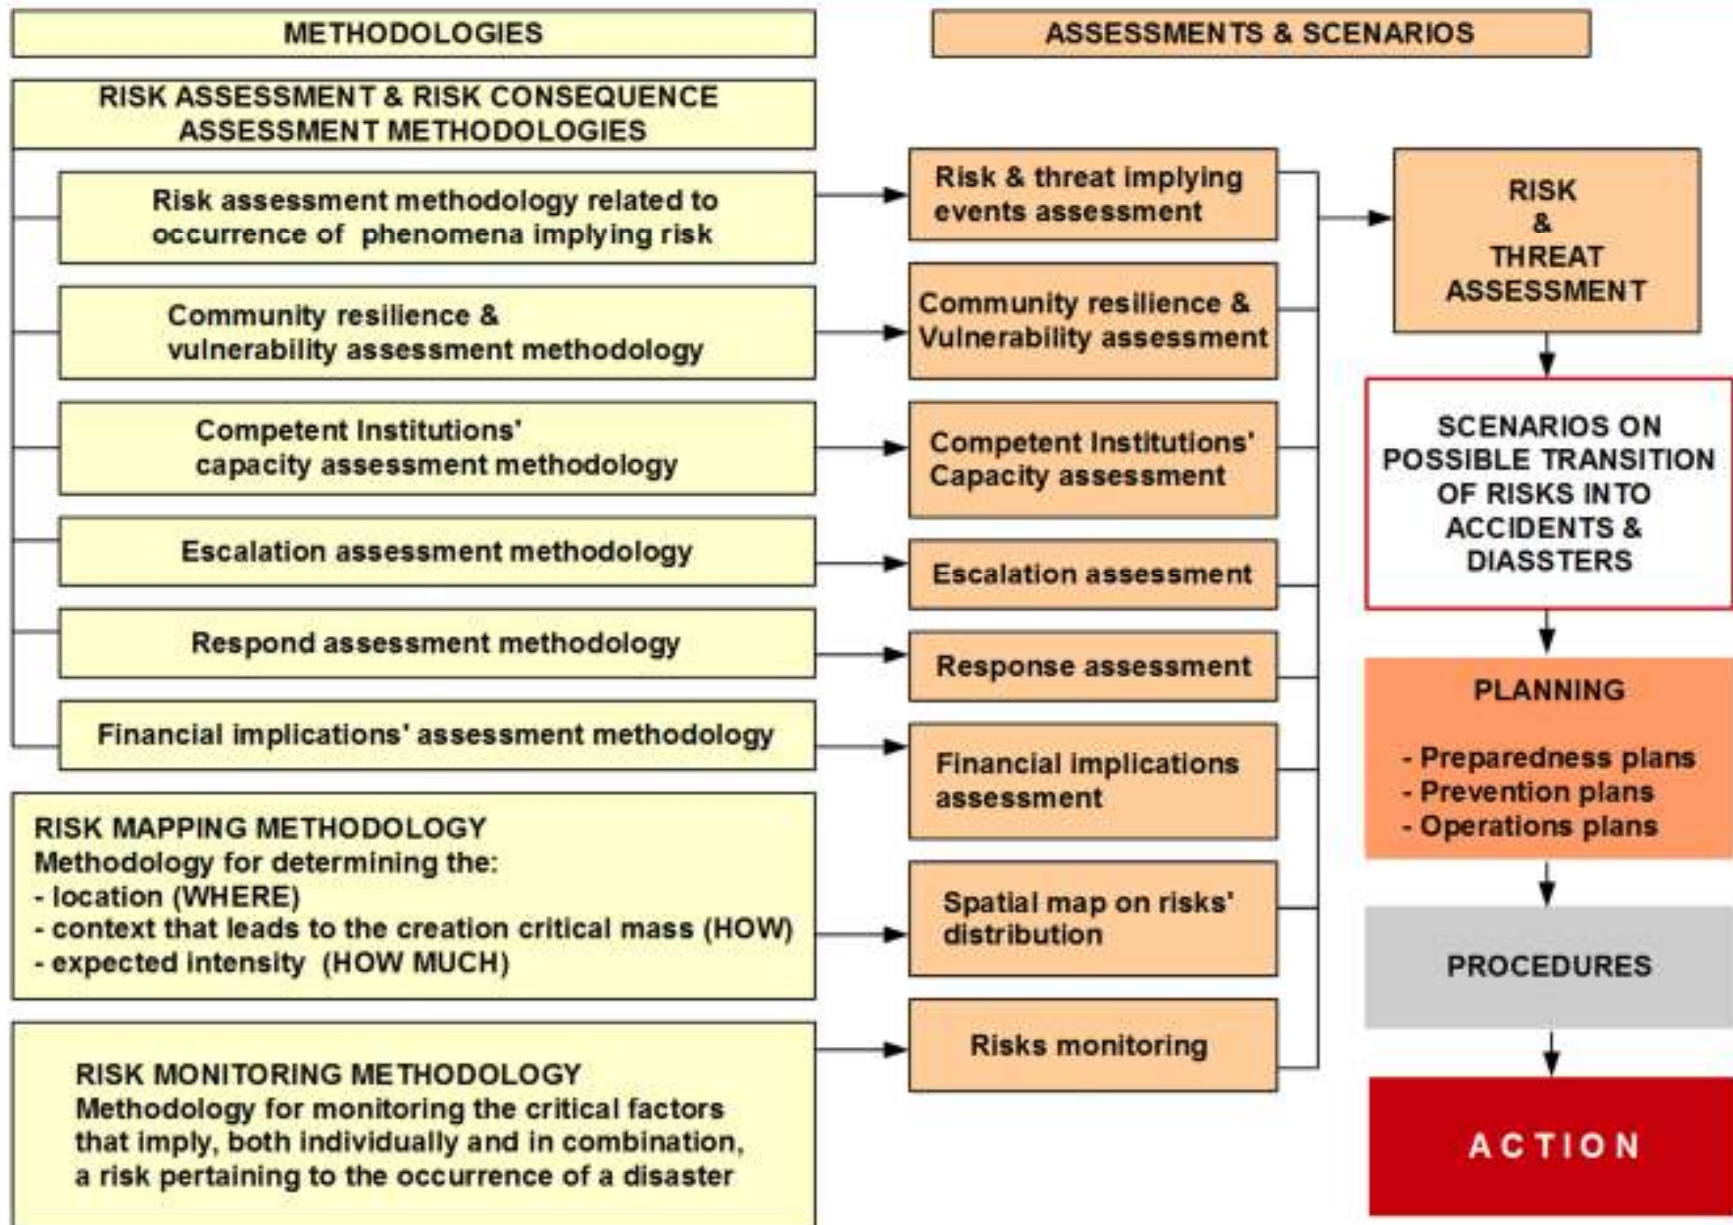 METHODOLOGIES
RISK ASSESSMENT & RISK CONSEQUENCE
ASSESSMENT METHODOLOGIES
Risk assessment methodology related to
occurrence of phenomena implying risk
Community resilience &
vulnerability assessment methodology
Competent Institutions'
capacity assessment methodology
Escalation assessment methodology
Respond assessment methodology
Financial implications' assessment methodology
RISK MAPPING METHODOLOGY
Methodology for determining the:
- location (WHERE)
- context that leads to the creation critical mass (HOW)
- expected intensity (HOW MUCH)
RISK MONITORING METHODOLOGY
Methodology for monitoring the critical factors
that imply, both individually and in combination,
a risk pertaining to the occurrence of a disaster
ASSESSMENTS & SCENARIOS
Risk & threat implying
events assessment
Community resilience &
Vulnerability assessment
Competent Institutions'
Capacity assessment
Escalation assessment
Response assessment
Financial implications
assessment
Spatial map on risks'
distribution
Risks monitoring
RISK
&
THREAT
ASSESSMENT
SCENARIOS ON
POSSIBLE TRANSITION
OF RISKS INTO
ACCIDENTS &
DIASSTERS
PLANNING
- Preparedness plans
- Prevention plans
- Operations plans
PROCEDURES
ACTION